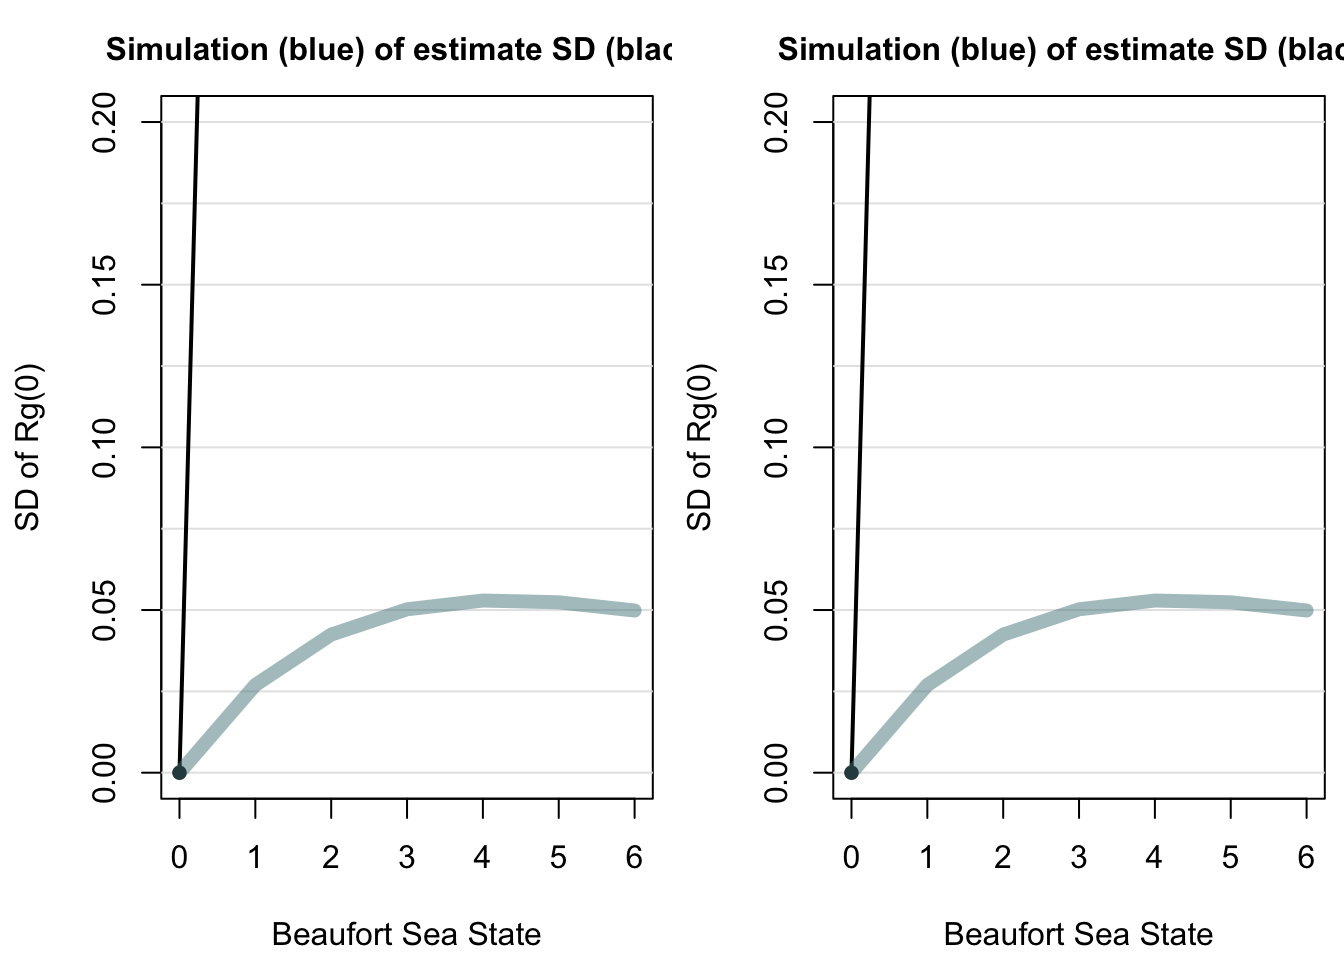 Simulation (blue) of estimate SD (blac
SD of Rg(0)
0.20
0.15
0.10
0.05
0.00
0 1 2 3 4 5 6
Beaufort Sea State
Simulation (blue) of estimate SD (blac
SD of Rg(0)
0.20
0.15
0.10
0.05
0.00
0 1 2 3 4 5 6
Beaufort Sea State